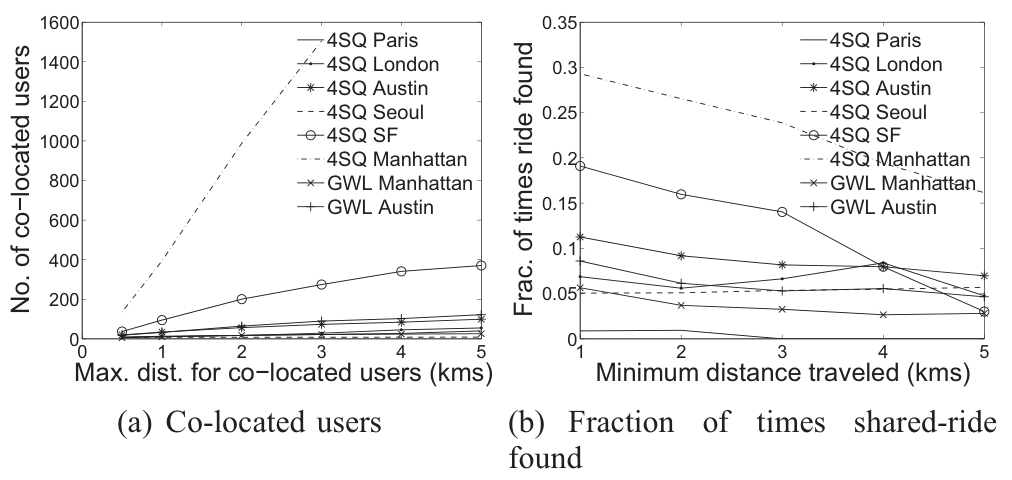 1600
1400
1200
1000
800
600
400
200
0
0 1 2 3 4 5
No. of co−located users
Max. dist. for co−located users (kms)
4SQ Paris
4SQ London
4SQ Austin
4SQ Seoul
4SQ SF
4SQ Manhattan
GWL Manhattan
GWL Austin
(a) Co-located users
0.35
0.3
0.25
0.2
0.15
0.1
0.05
0
1 2 3 4 5
Frac. of times ride found
Minimum distance traveled (kms)
4SQ Paris
4SQ London
4SQ Austin
4SQ Seoul
4SQ SF
4SQ Manhattan
GWL Manhattan
GWL Austin
(b) Fraction of times shared-ride
found